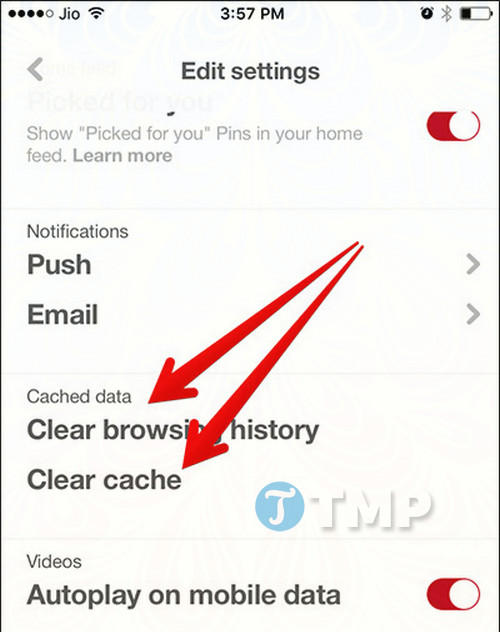 Jio 3:57 PM
Edit settings
Home feed
Picked for you
Show "Picked for you" Pins in your home
feed. Learn more
Notifications
Push
Email
Cached data
Clear browsing history
Clear cache
T TMP
Videos
Autoplay on mobile data